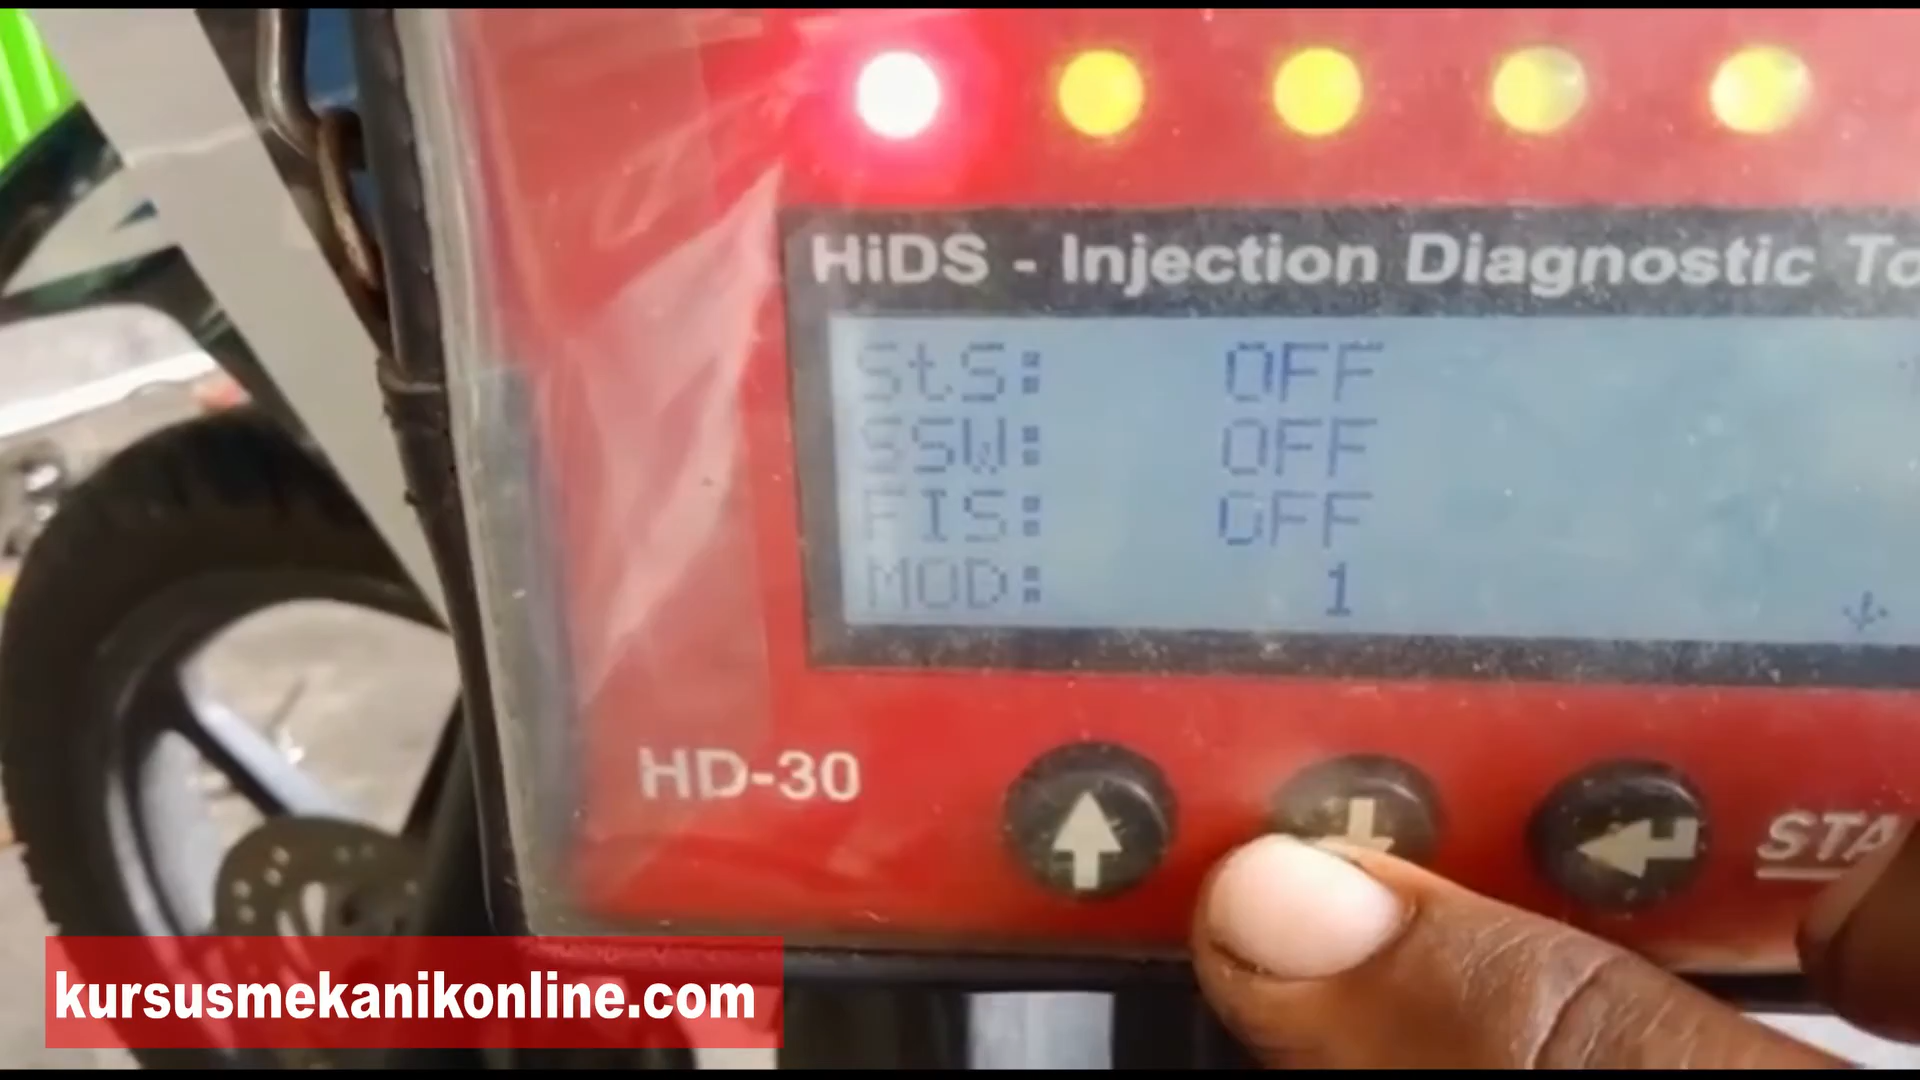 HiDS - Injection Diagnostic To
StS: OFF
SSW: OFF
FIS: OFF
MOD: 1
HD-30
STA
kursusmekanikonline.com